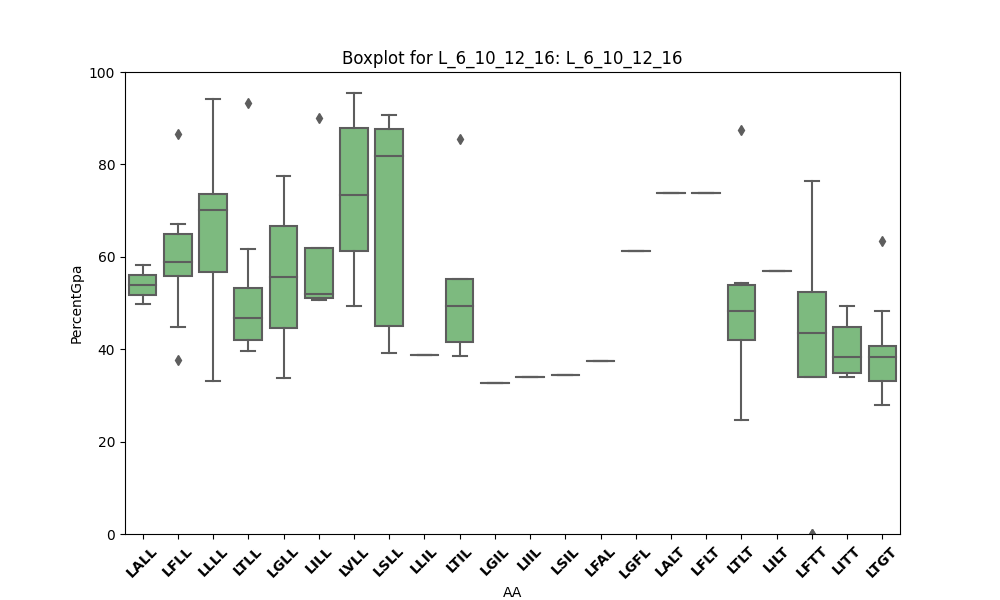 Boxplot for L_6_10_12_16: L_6_10_12_16
100
80
60
40
20
0
PercentGpa
LALL LFLL LLLL LTLL LGLL LILL LVLL LSLL LLIL LTIL LGIL LIIL LSIL LFAL LGFL LALT LFLT LTLT LILT LFTT LITT LTGT
AA